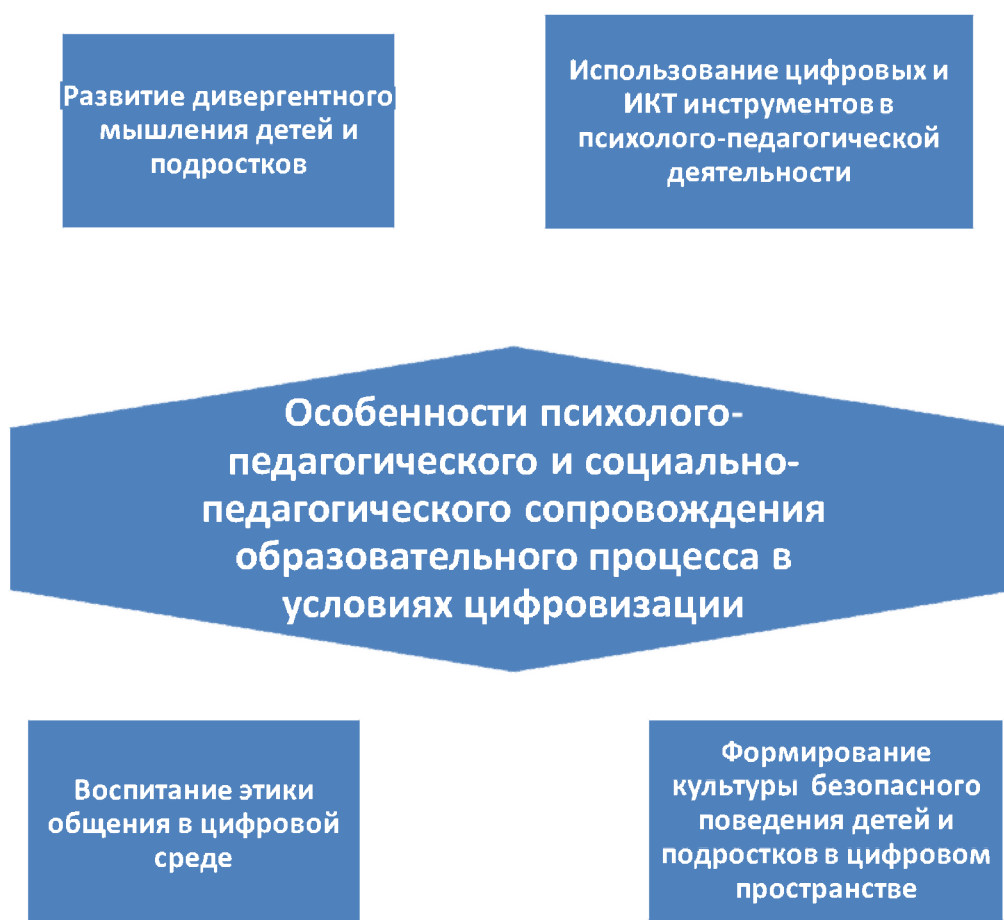 Развитие дивергентного
мышления детей и
подростков
Использование цифровых и
ИКТ инструментов в
психолого-педагогической
деятельности
Особенности психолого-
педагогического и социально-
педагогического сопровождения
образовательного процесса в
условиях цифровизации
Воспитание этики
общения в цифровой
среде
Формирование
культуры безопасного
поведения детей и
подростков в цифровом
пространстве